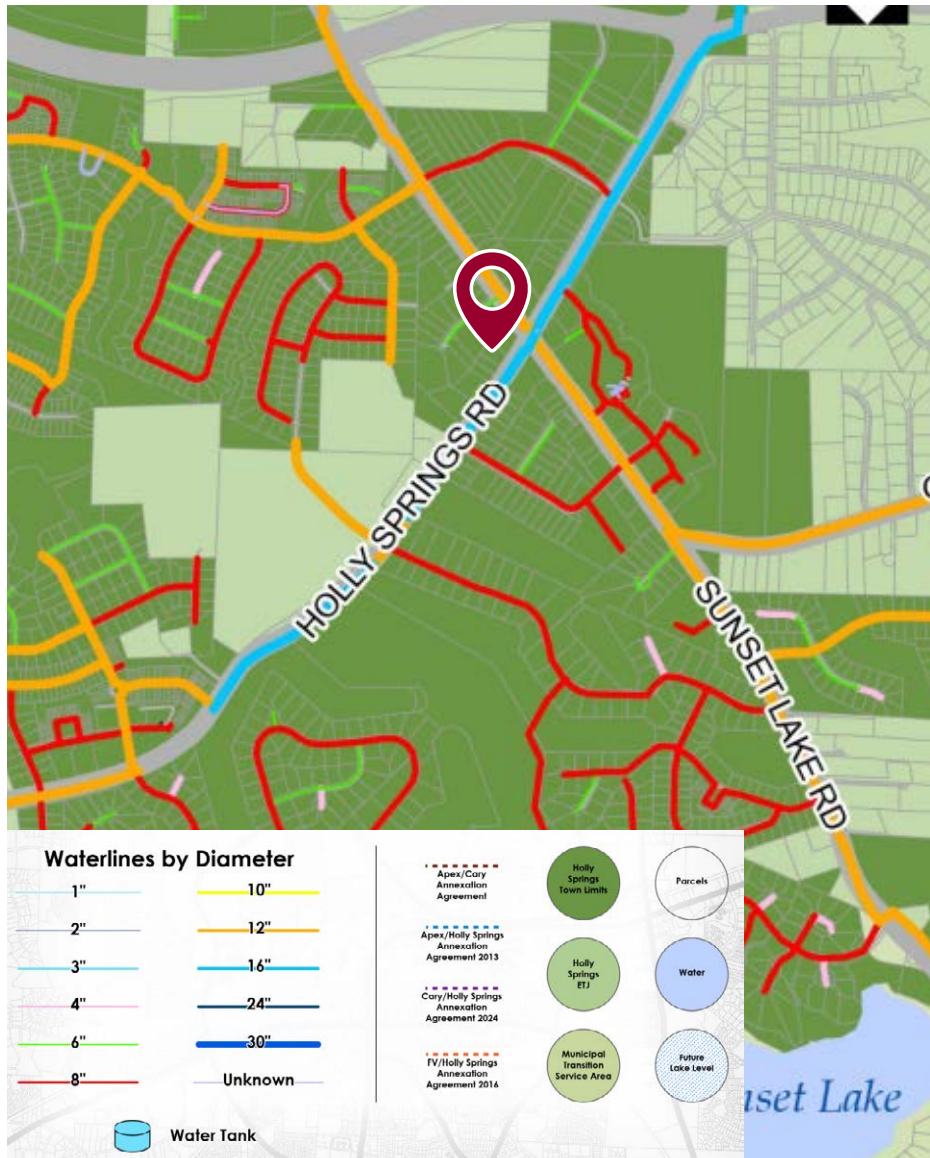 HOLLY SPRINGS RD
SUNSET LAKE RD
Waterlines by Diameter
1"
2"
3"
4"
6"
8"
10"
12"
16"
24"
30"
Unknown
Water Tank
Apex/Cary
Annexation
Agreement
Apex/Holly Springs
Annexation
Agreement 2013
Cary/Holly Springs
Annexation
Agreement 2024
FV/Holly Springs
Annexation
Agreement 2016
Holly
Springs
Town Limits
Holly
Springs
ETJ
Municipal
Transition
Service Area
Parcels
Water
Future
Lake Level
nset Lake